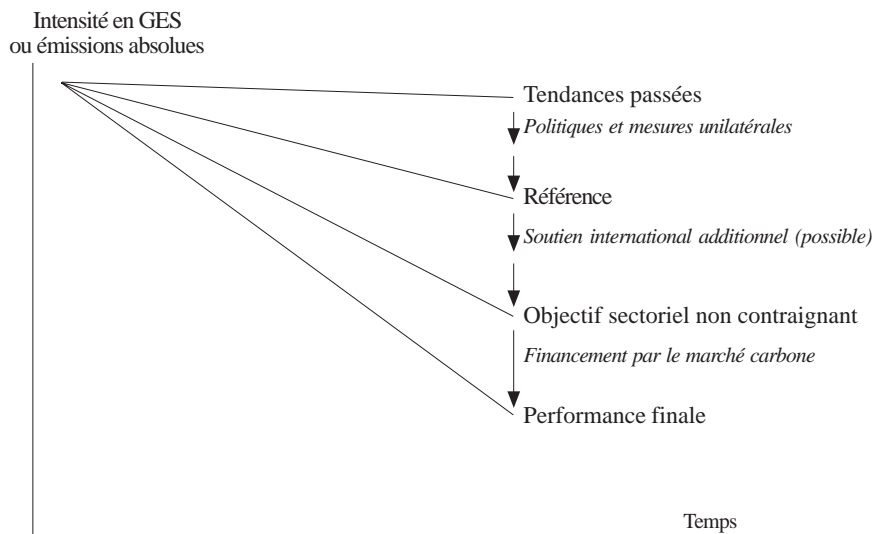 Intensité en GES
ou émissions absolues
Tendances passées
Politiques et mesures unilatérales
Référence
Soutien international additionnel (possible)
Objectif sectoriel non contraignant
Financement par le marché carbone
Performance finale
Temps